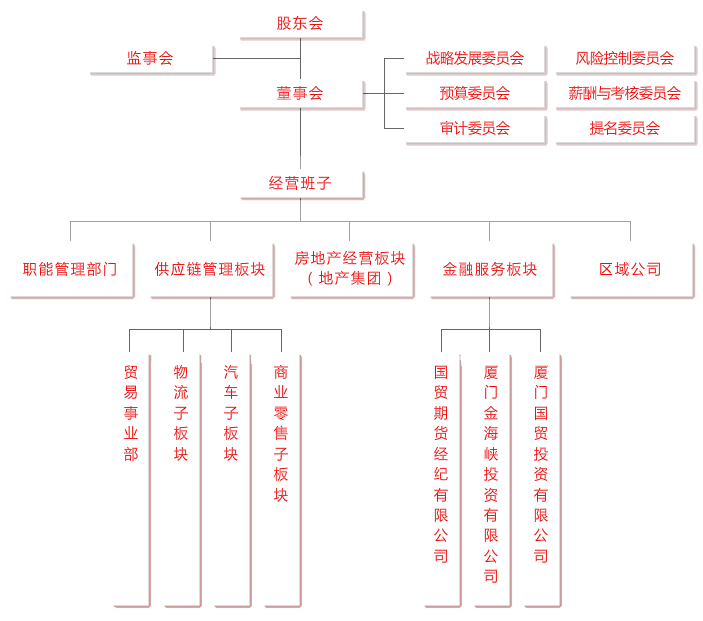 股东会
监事会
战略发展委员会
风险控制委员会
董事会
预算委员会
薪酬与考核委员会
审计委员会
提名委员会
经营班子
职能管理部门
供应链管理板块
房地产经营板块
（地产集团）
金融服务板块
区域公司
贸易事业部
物流子板块
汽车子板块
商业零售子板块
国贸期货经纪有限公司
厦门金海峡投资有限公司
厦门国贸投资有限公司